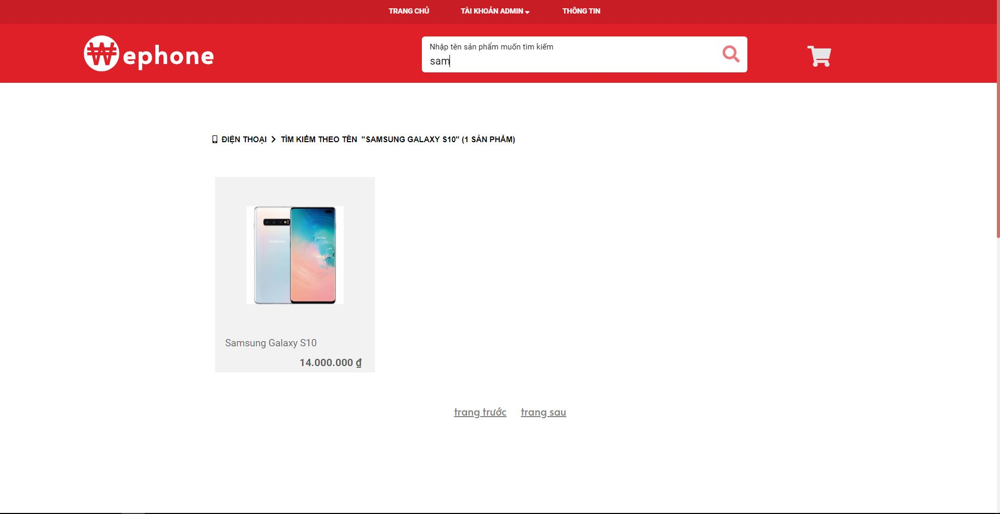 TRANG CHỦ TÀI KHOẢN ADMIN THÔNG TIN
₩ephone
Nhập tên sản phẩm muốn tìm kiếm
sam
ĐIỆN THOẠI TÌM KIẾM THEO TÊN "SAMSUNG GALAXY S10" (1 SẢN PHẨM)
SAMSUNG
Samsung Galaxy S10
14.000.000 ₫
trang trước trang sau